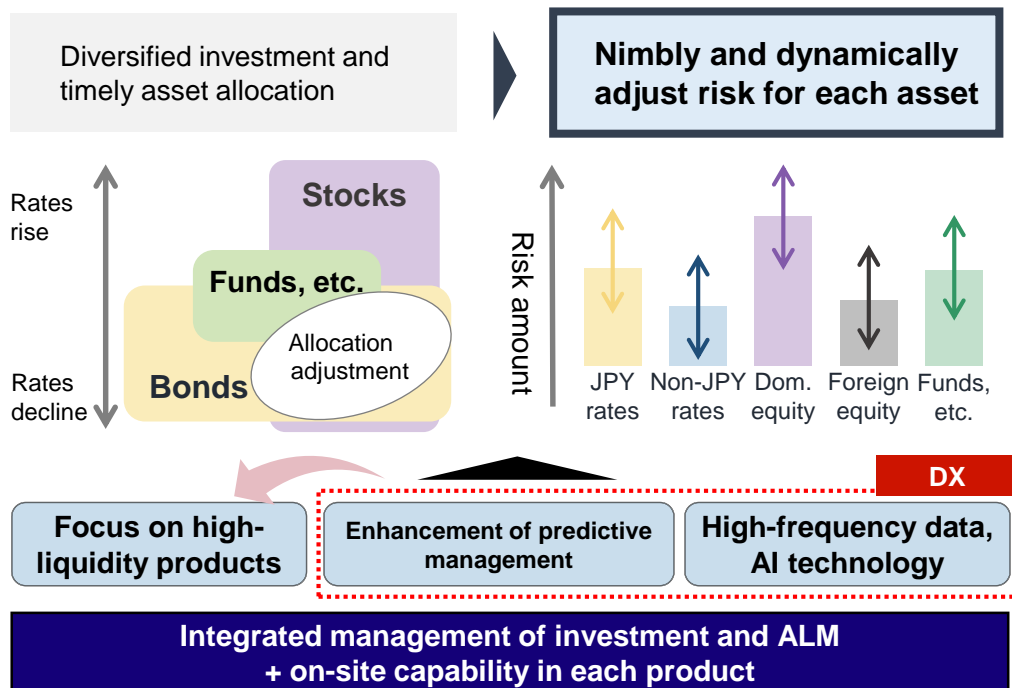 Diversified investment and
timely asset allocation
Nimbly and dynamically
adjust risk for each asset
Rates
rise
Rates
decline
Stocks
Funds, etc.
Allocation
adjustment
Bonds
Risk amount
JPY
rates
Non-JPY
rates
Dom.
equity
Foreign
equity
Funds,
etc.
DX
Focus on high-
liquidity products
Enhancement of predictive
management
High-frequency data,
AI technology
Integrated management of investment and ALM
+ on-site capability in each product